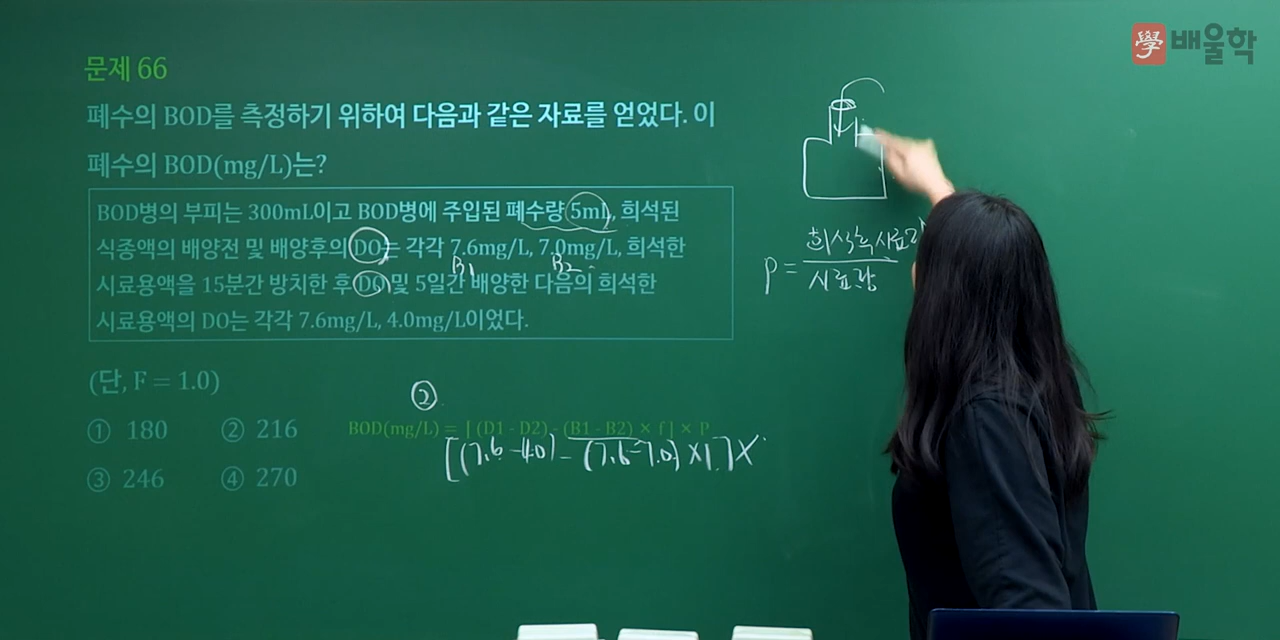 學 배울학
문제 66
폐수의 BOD를 측정하기 위하여 다음과 같은 자료를 얻었다. 이
폐수의 BOD(mg/L)는?
BOD병의 부피는 300mL이고 BOD병에 주입된 폐수량 5mL, 희석된
식종액의 배양전 및 배양후의 DO는 각각 7.6mg/L, 7.0mg/L, 희석한
B1 B2
시료용액을 15분간 방치한 후 DO 및 5일간 배양한 다음의 희석한
시료용액의 DO는 각각 7.6mg/L, 4.0mg/L이었다.
(단, F = 1.0)
① 180 ② 216
③ 246 ④ 270
②
BOD(mg/L) = [ (D1 - D2) - (B1 - B2) × f ] × P
[(7.6-4.0) - (7.6-7.0)×1]×
P = 희석후시료
시료량